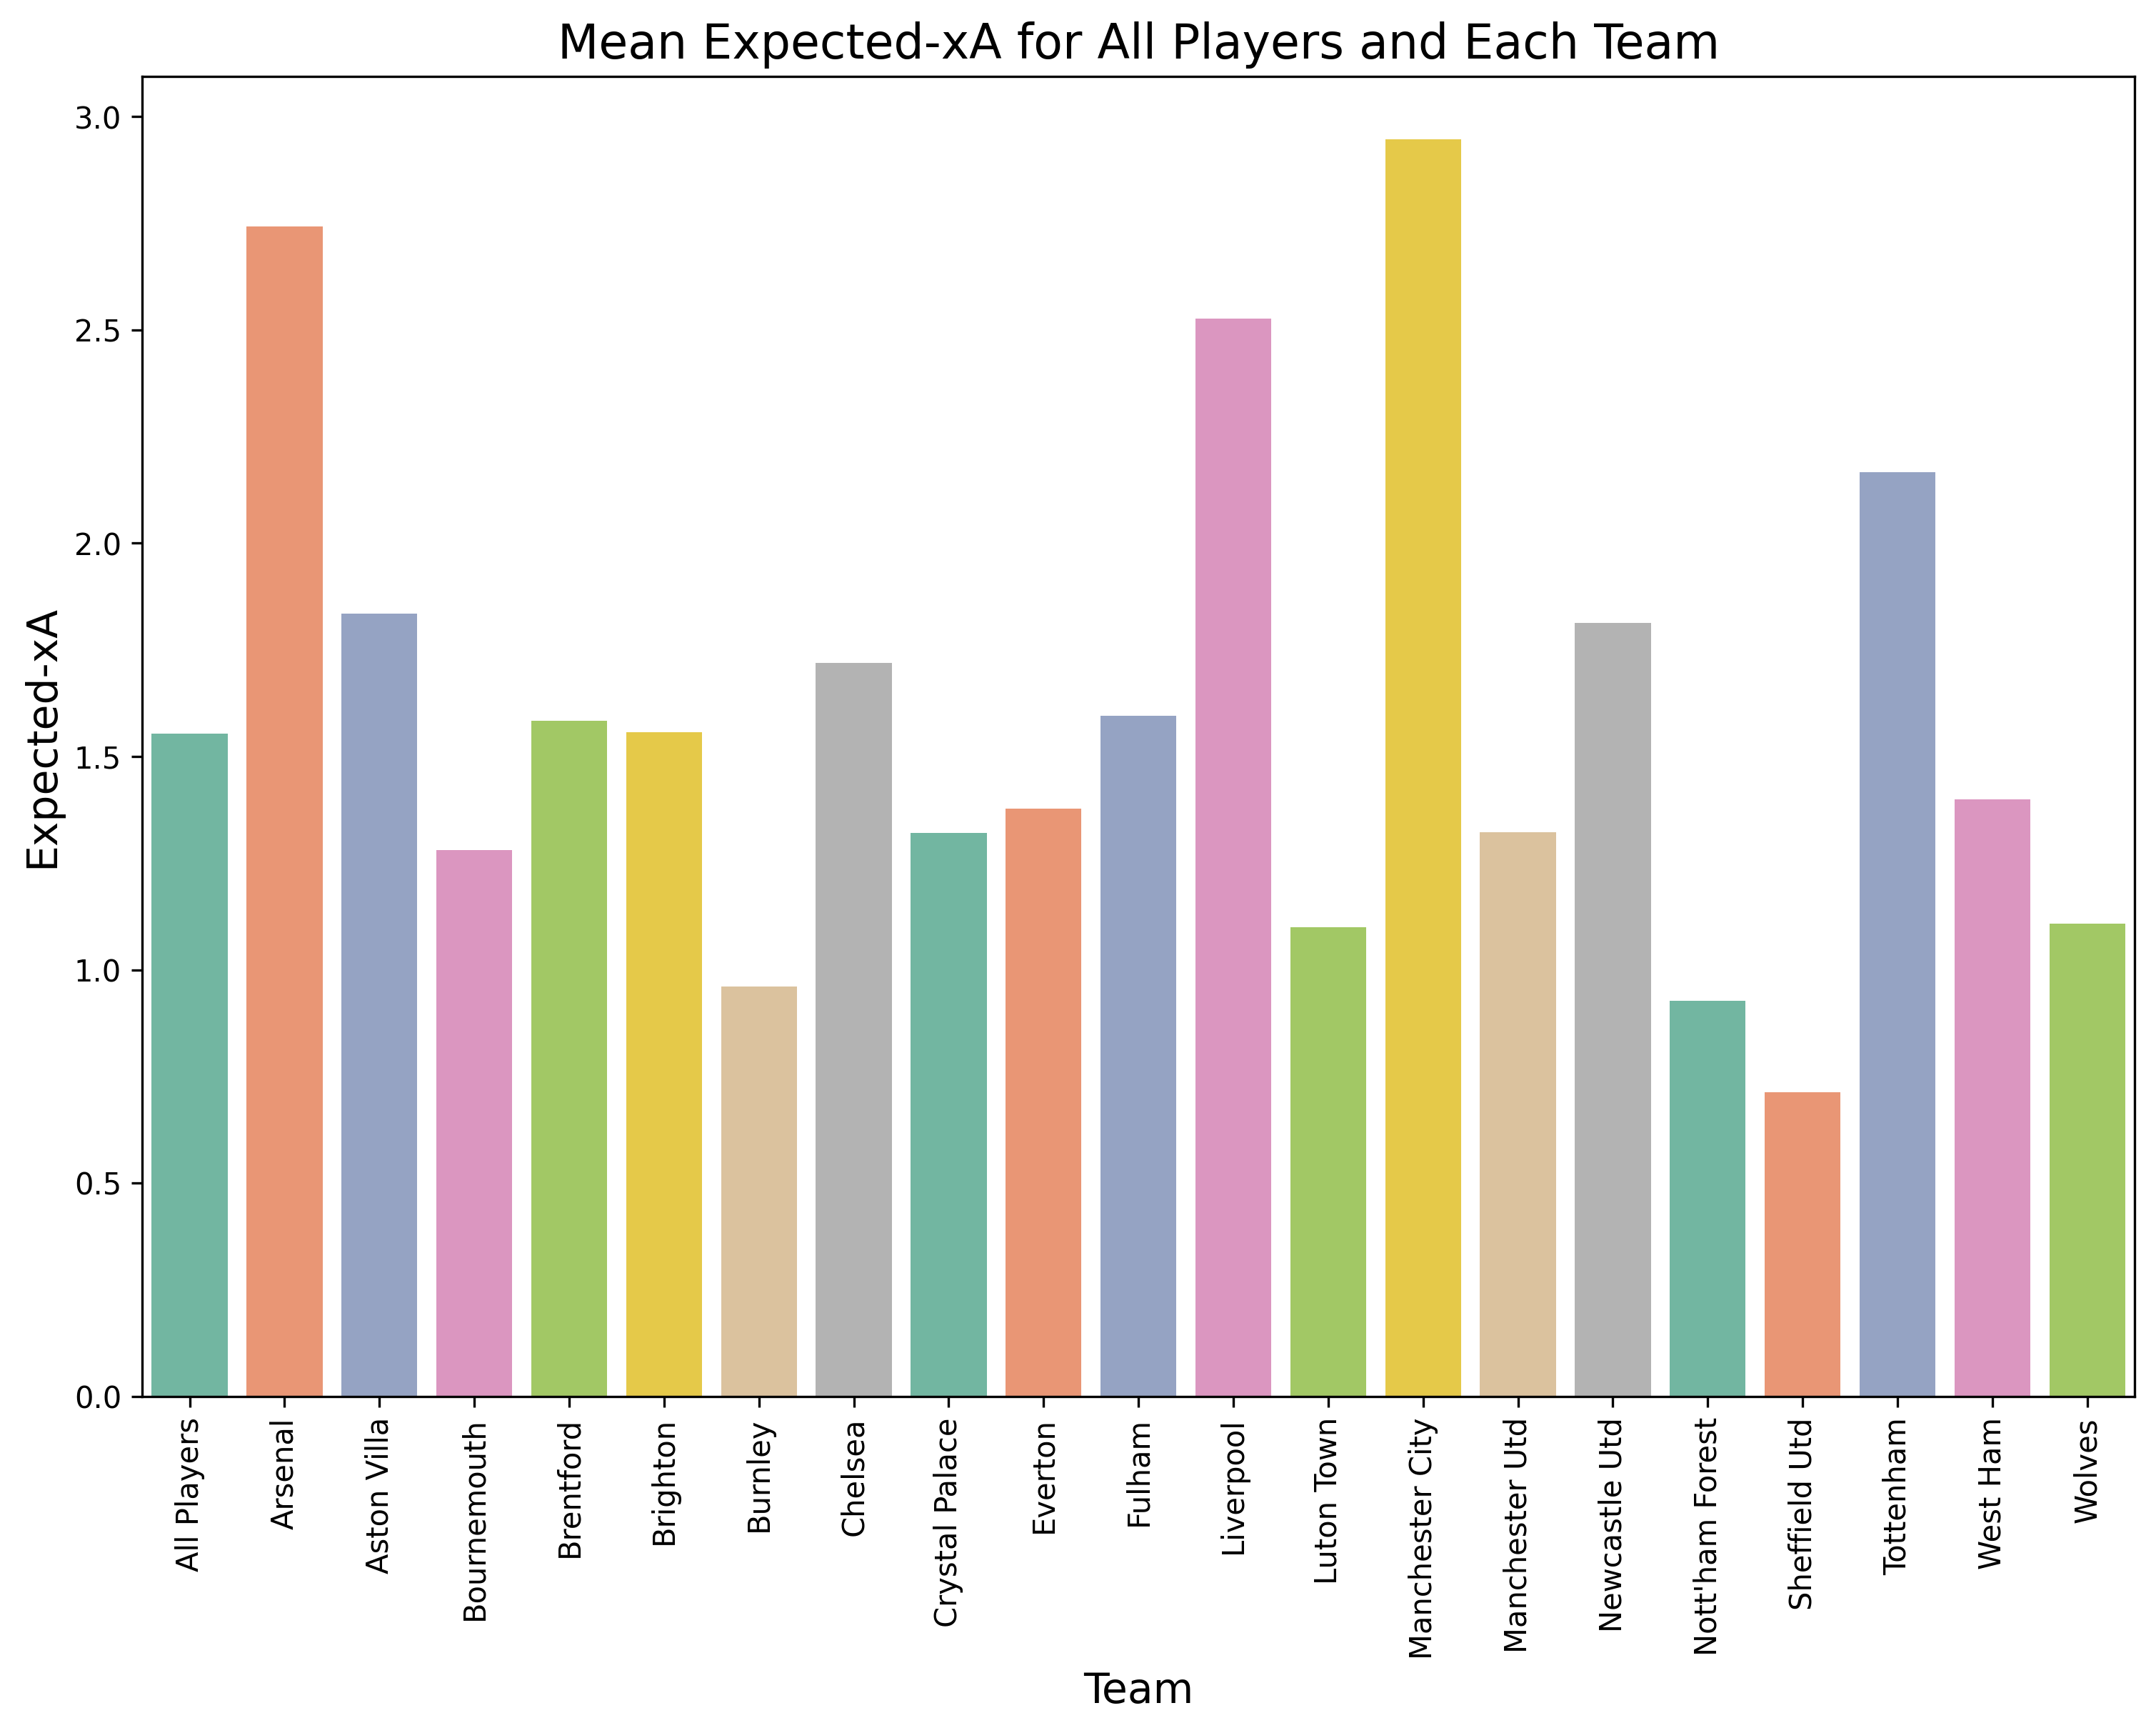 Mean Expected-xA for All Players and Each Team
3.0
2.5
2.0
1.5
1.0
0.5
0.0
Expected-xA
All Players
Arsenal
Aston Villa
Bournemouth
Brentford
Brighton
Burnley
Chelsea
Crystal Palace
Everton
Fulham
Liverpool
Luton Town
Manchester City
Manchester Utd
Newcastle Utd
Nott'ham Forest
Sheffield Utd
Tottenham
West Ham
Wolves
Team